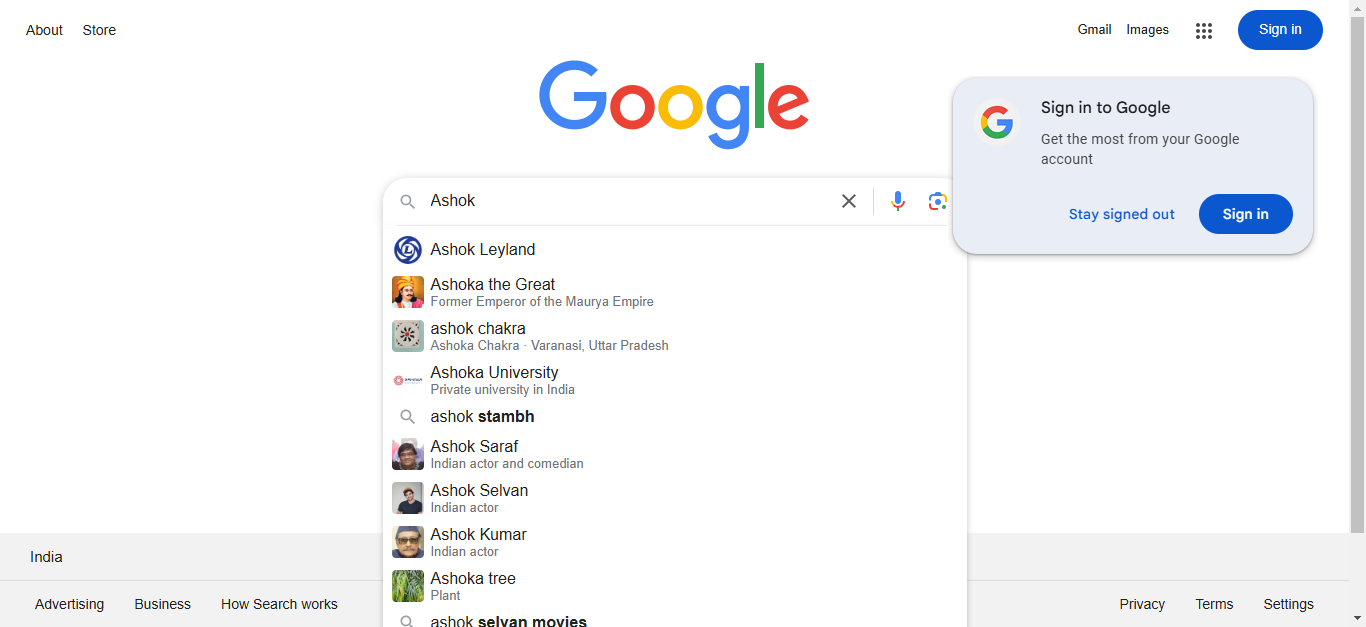 About Store
Gmail Images Sign in
Google
Sign in to Google
Get the most from your Google
account
Stay signed out Sign in
Ashok
Ashok Leyland
Ashoka the Great
Former Emperor of the Maurya Empire
ashok chakra
Ashoka Chakra · Varanasi, Uttar Pradesh
Ashoka University
Private university in India
ashok stambh
Ashok Saraf
Indian actor and comedian
Ashok Selvan
Indian actor
Ashok Kumar
Indian actor
Ashoka tree
Plant
ashok selvan movies
India
Advertising Business How Search works
Privacy Terms Settings